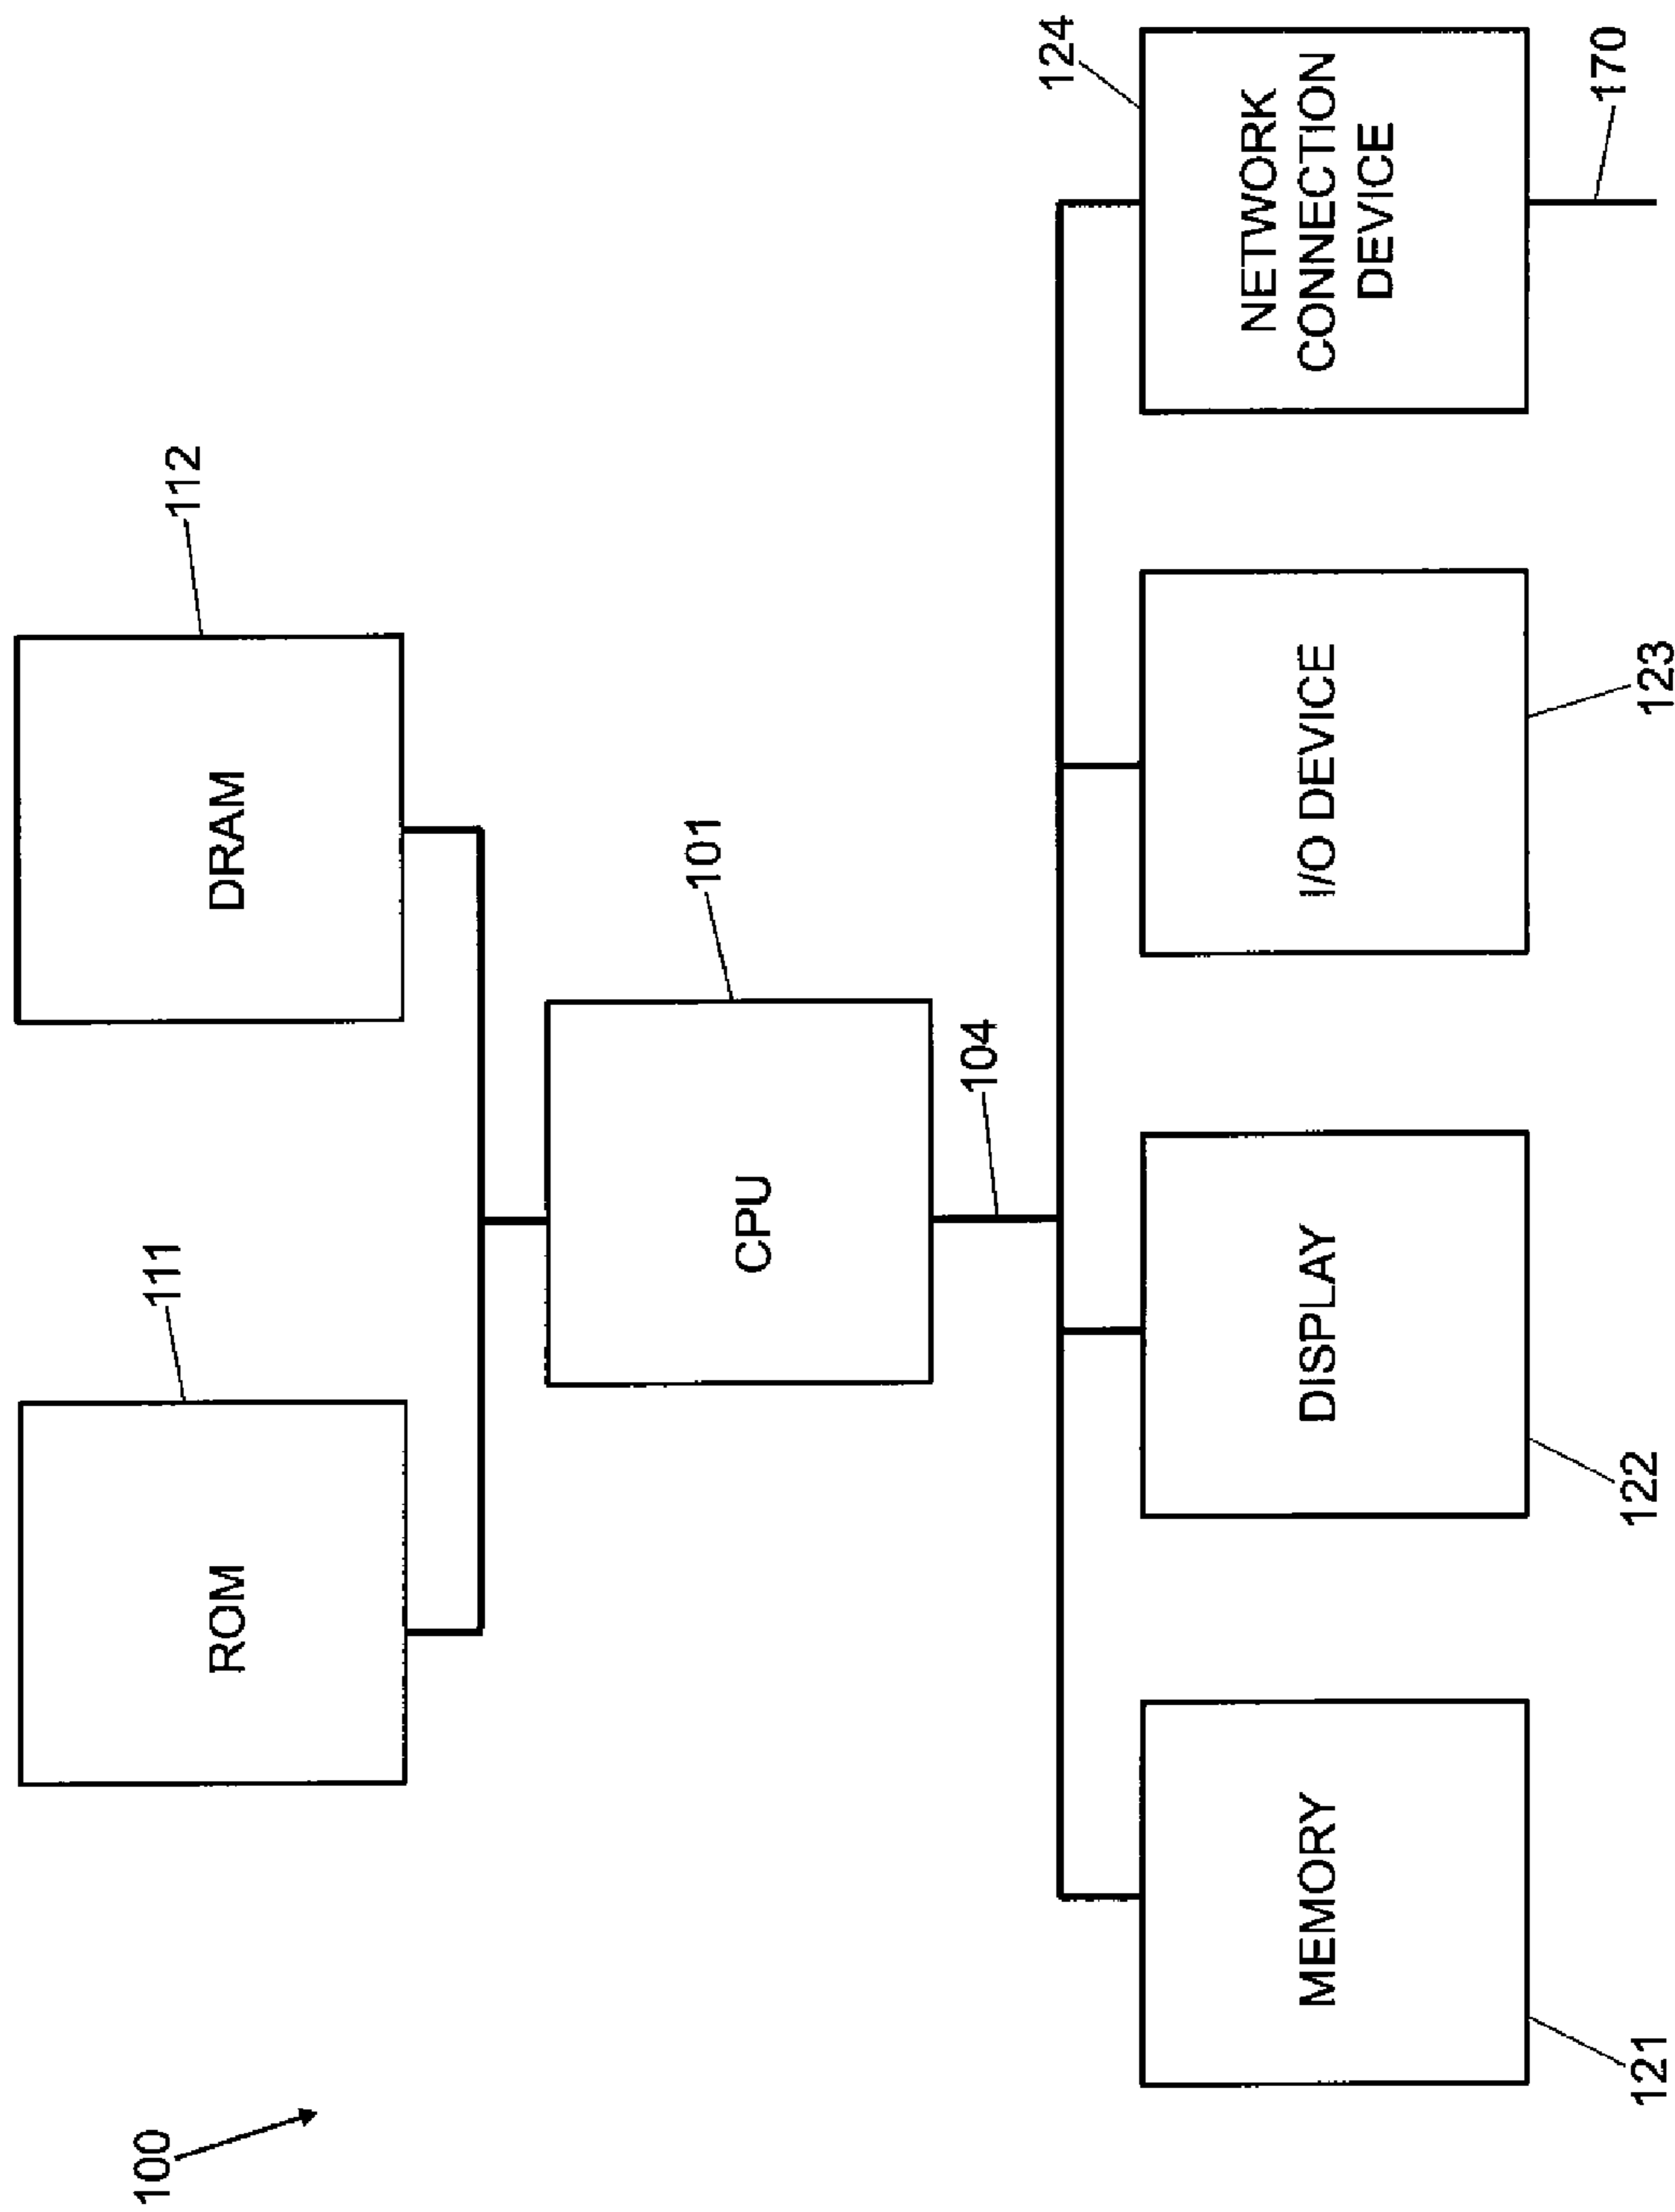 100
111
ROM
112
DRAM
101
CPU
104
MEMORY
121
DISPLAY
122
I/O DEVICE
123
124
NETWORK
CONNECTION
DEVICE
170